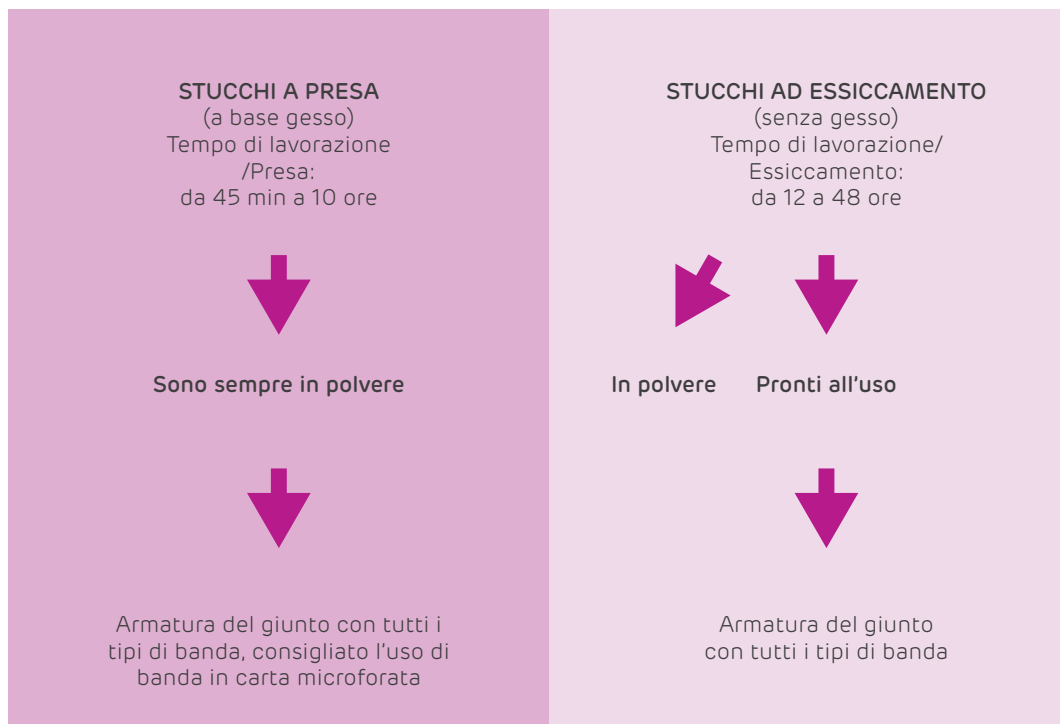 STUCCHI A PRESA
(a base gesso)
Tempo di lavorazione
/Presa:
da 45 min a 10 ore
Sono sempre in polvere
Armatura del giunto con tutti i
tipi di banda, consigliato l'uso di
banda in carta microforata
STUCCHI AD ESSICCAMENTO
(senza gesso)
Tempo di lavorazione/
Essiccamento:
da 12 a 48 ore
In polvere
Pronti all'uso
Armatura del giunto
con tutti i tipi di banda